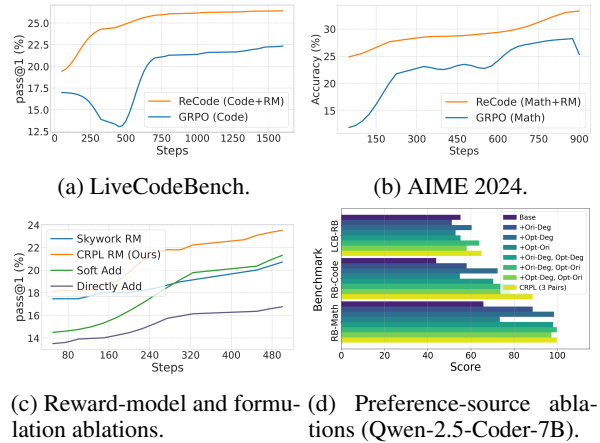 25.0
22.5
20.0
17.5
15.0
12.5
pass@1 (%)
ReCode (Code+RM)
GRPO (Code)
0 250 500 750 1000 1250 1500
Steps
(a) LiveCodeBench.
30
25
20
15
Accuracy (%)
ReCode (Math+RM)
GRPO (Math)
150 300 450 600 750 900
Steps
(b) AIME 2024.
24
22
20
18
16
14
pass@1 (%)
Skywork RM
CRPL RM (Ours)
Soft Add
Directly Add
80 160 240 320 400 480
Steps
(c) Reward-model and formu-
lation ablations.
Benchmark
LCB-RB
RB-Code
RB-Math
Base
+Ori-Deg
+Opt-Deg
+Opt-Ori
+Ori-Deg, Opt-Deg
+Ori-Deg, Opt-Ori
+Opt-Deg, Opt-Ori
CRPL (3 Pairs)
0 20 40 60 80 100
Score
(d) Preference-source abla-
tions (Qwen-2.5-Coder-7B).